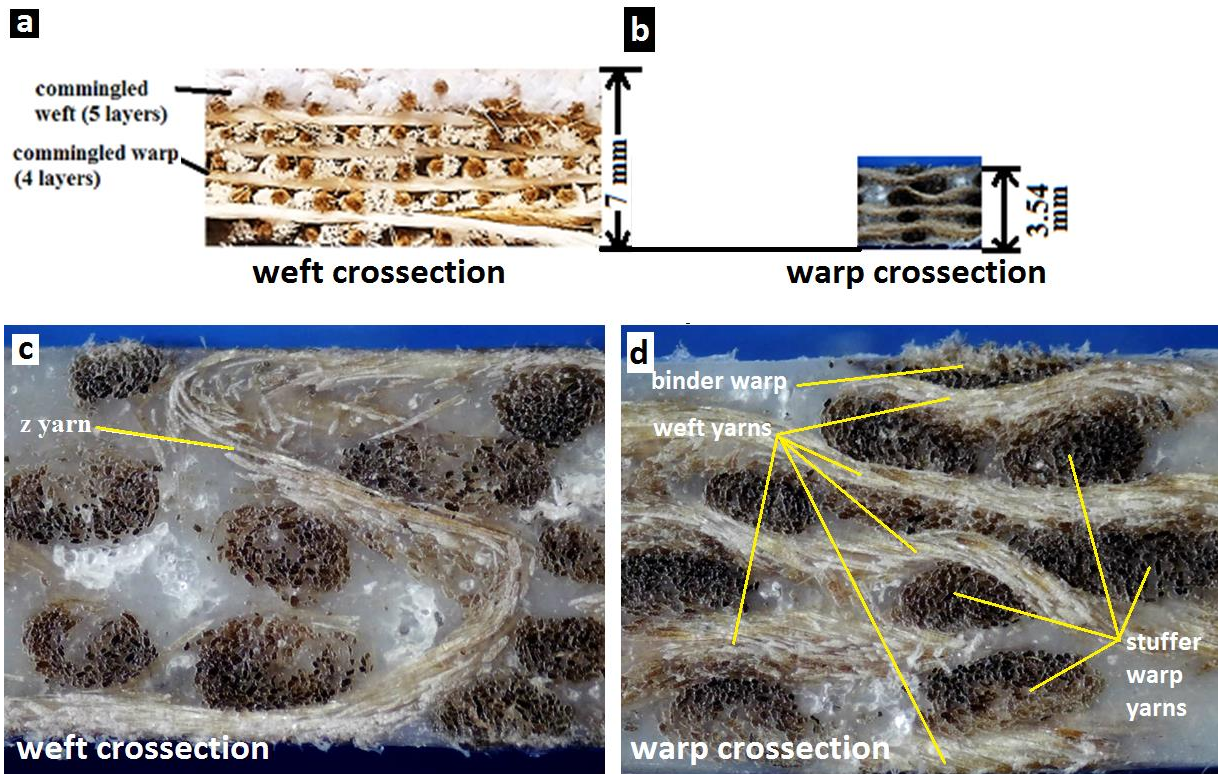 a
b
commingled
weft (5 layers)
commingled warp
(4 layers)
7 mm
3.54
mm
weft crossection
warp crossection
c
d
z yarn
binder warp
weft yarns
stuffer
warp
yarns
weft crossection
warp crossection